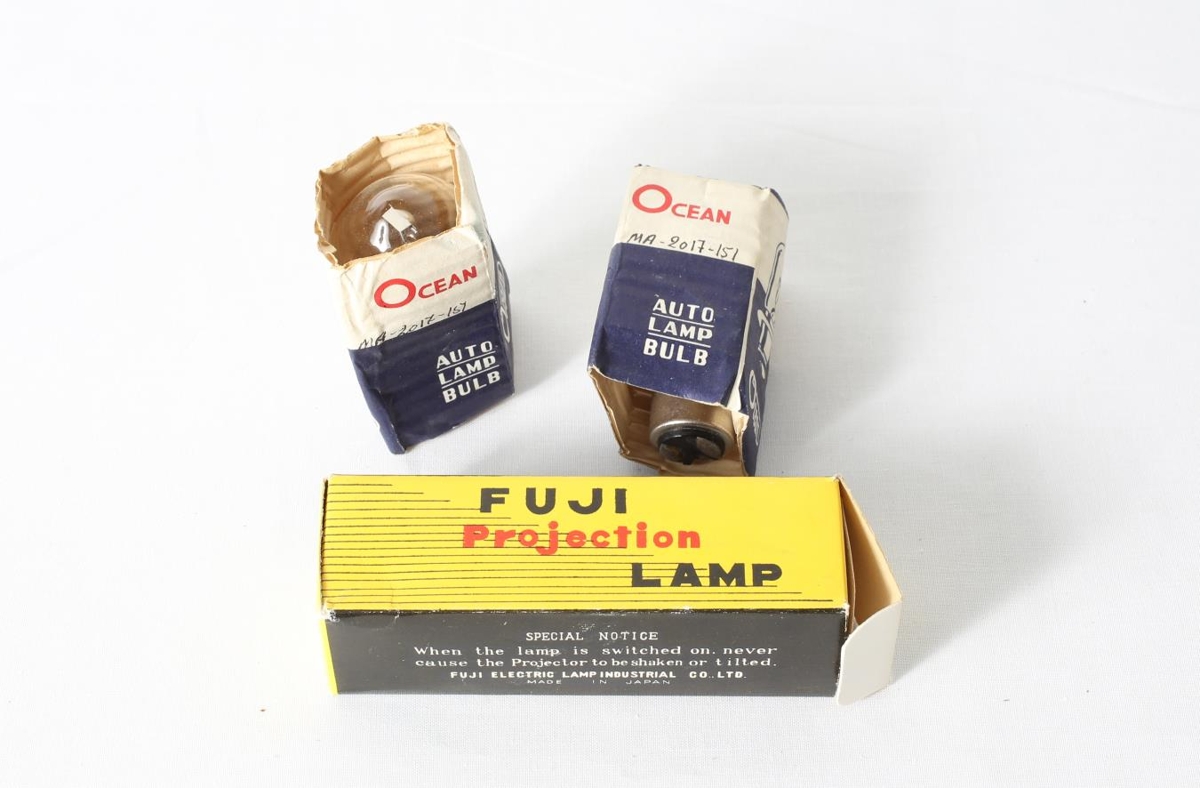 OCEAN
MA-2017-151
AUTO
LAMP
BULB
OCEAN
MA-2017-151
AUTO
LAMP
BULB
FUJI
Projection
LAMP
SPECIAL NOTICE
When the lamp is switched on, never
cause the Projector to be shaken or tilted.
FUJI ELECTRIC LAMP INDUSTRIAL CO., LTD.
MADE IN JAPAN